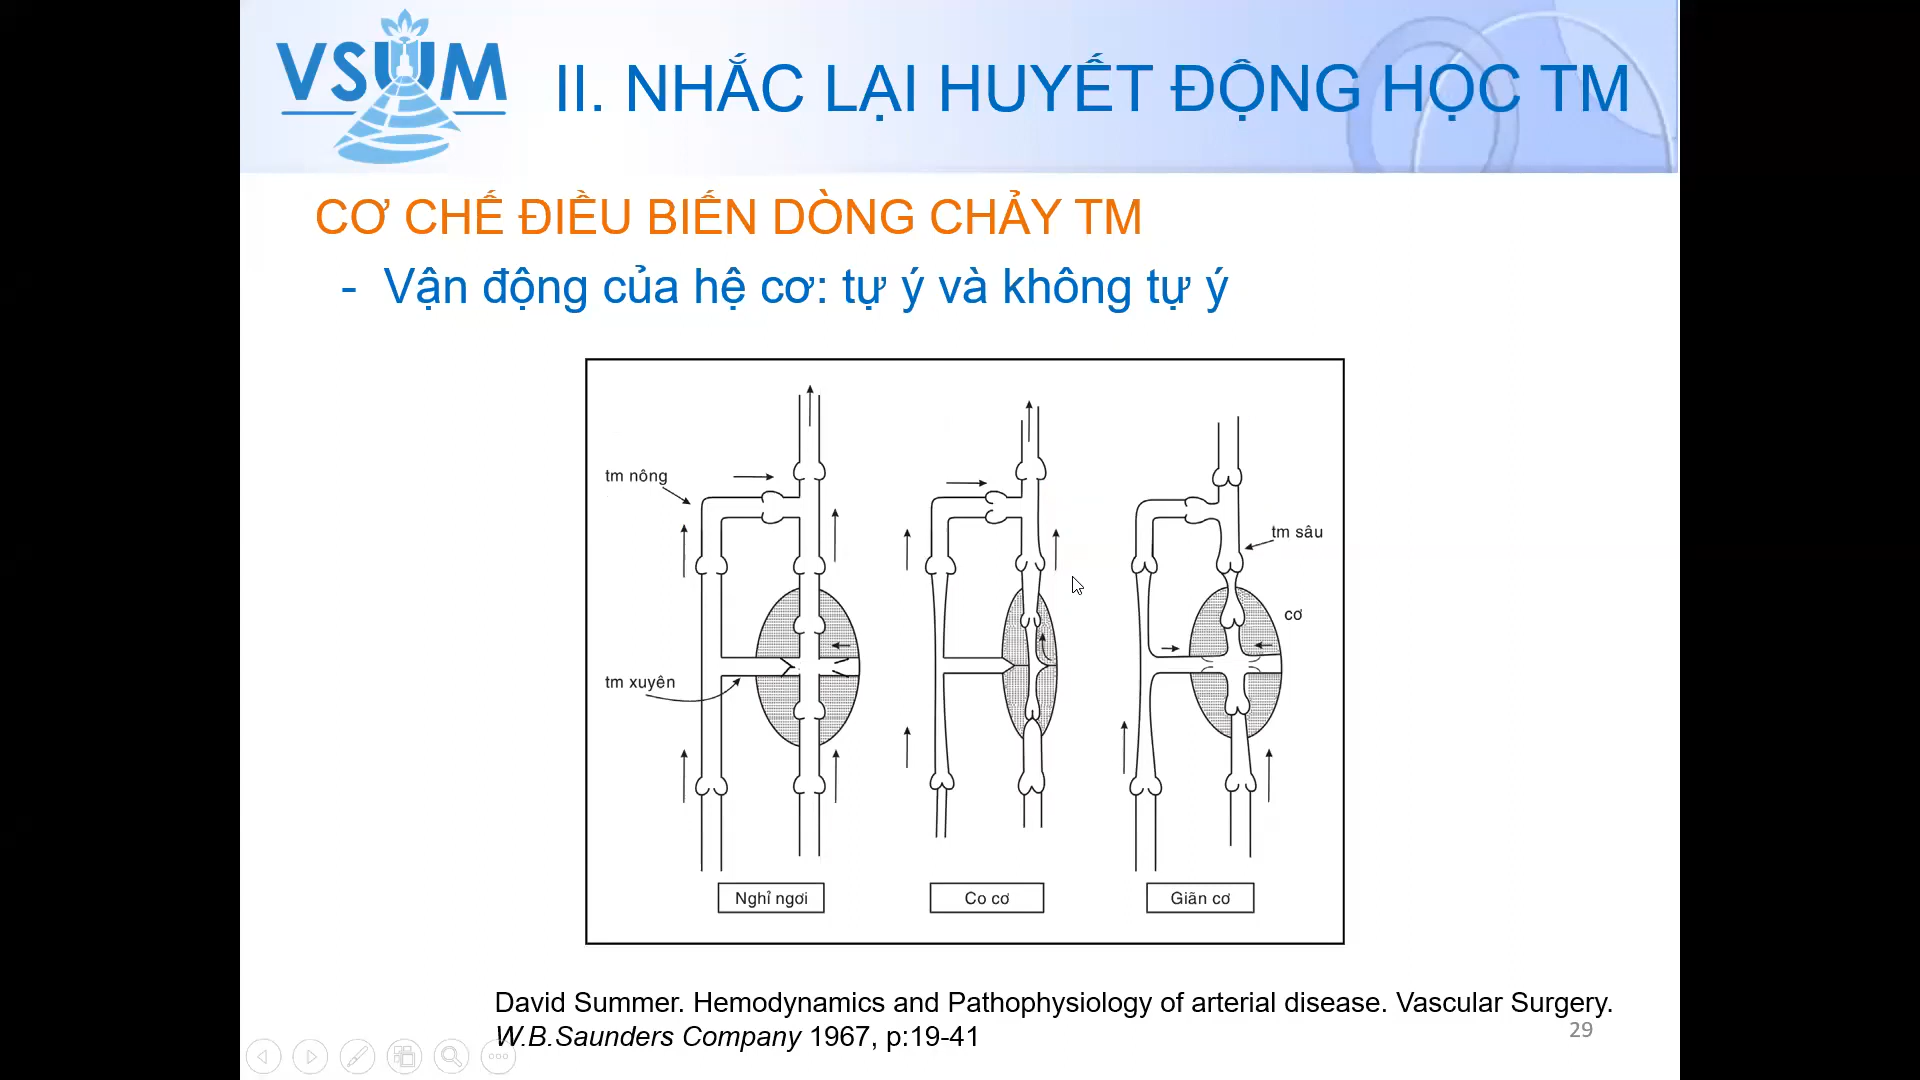 VSUM
II. NHẮC LẠI HUYẾT ĐỘNG HỌC TM
CƠ CHẾ ĐIỀU BIẾN DÒNG CHẢY TM
- Vận động của hệ cơ: tự ý và không tự ý
tm nông
tm sâu
cơ
tm xuyên
Nghỉ ngơi
Co cơ
Giãn cơ
David Summer. Hemodynamics and Pathophysiology of arterial disease. Vascular Surgery.
W.B.Saunders Company 1967, p:19-41
29